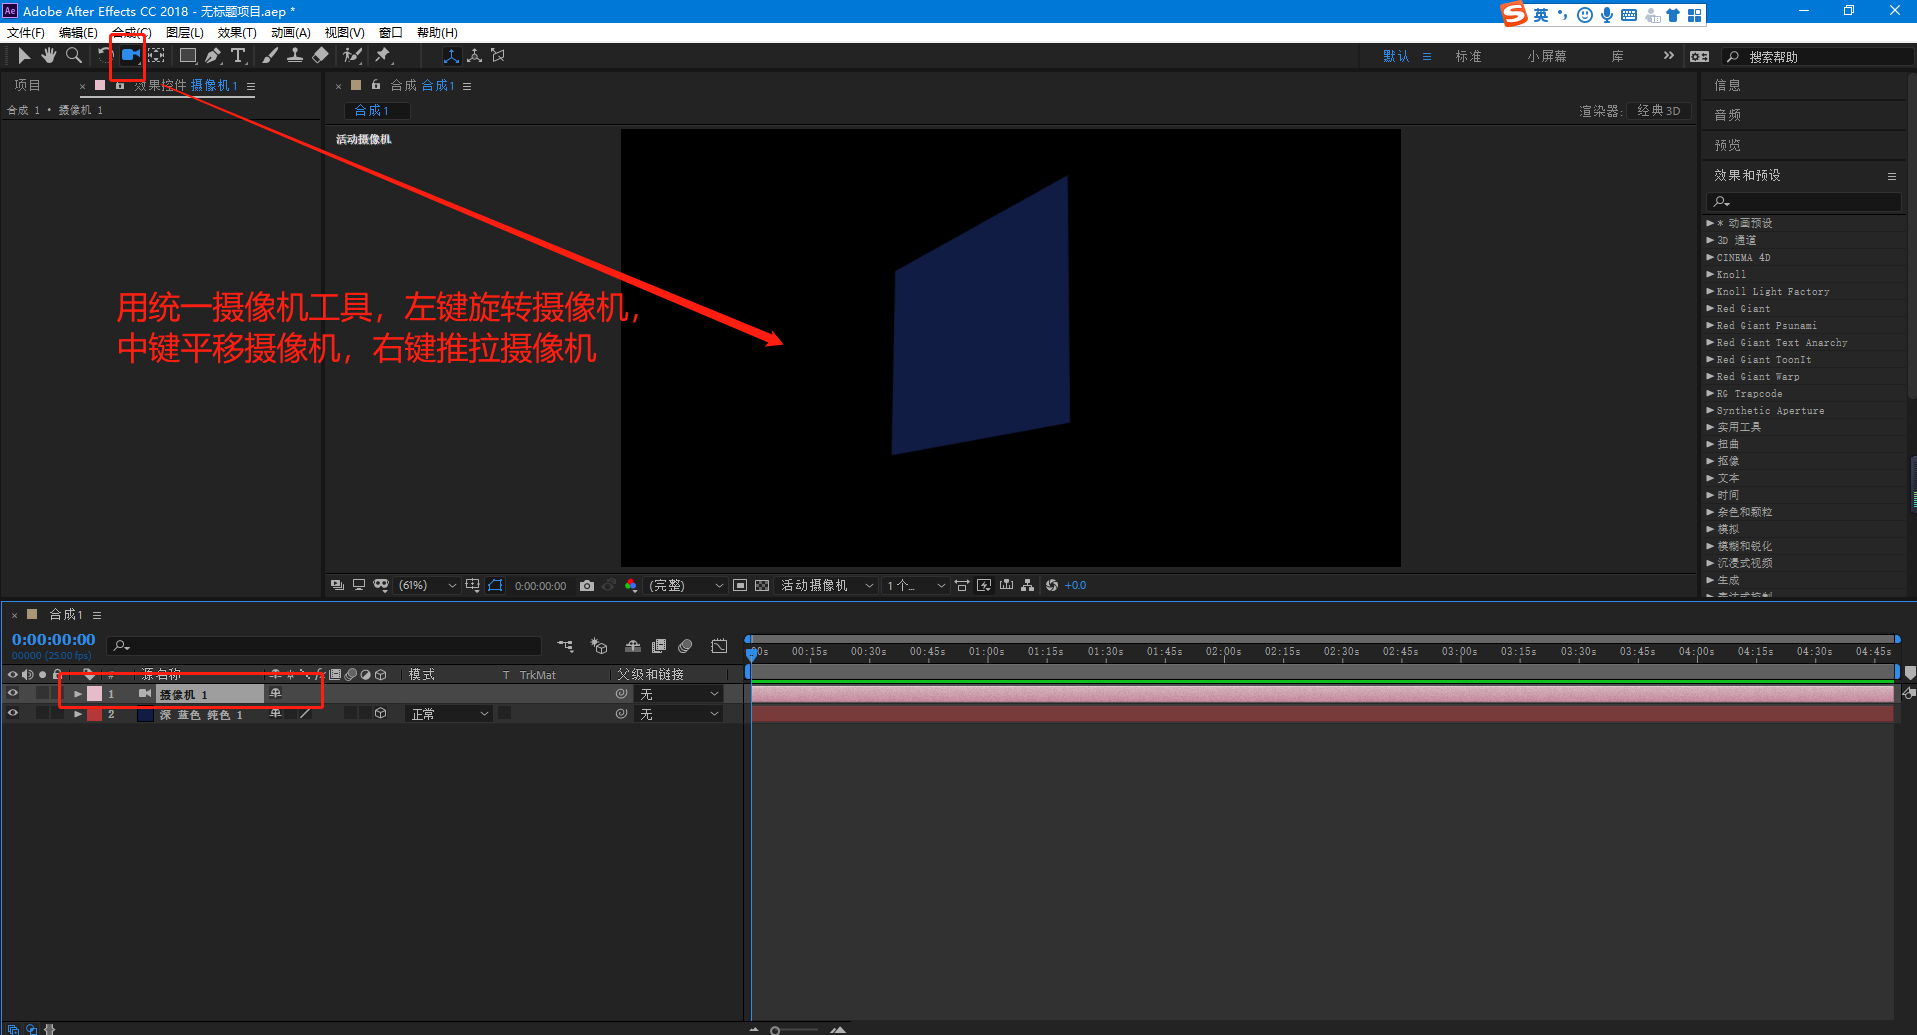 Ae Adobe After Effects CC 2018 - 无标题项目.aep *
英
文件(F) 编辑(E) 合成(C) 图层(L) 效果(T) 动画(A) 视图(V) 窗口 帮助(H)
默认 标准 小屏幕 库 搜索帮助
项目 效果控件 摄像机 1
合成 合成 1
合成 1 • 摄像机 1
合成 1
渲染器: 经典 3D
活动摄像机
用统一摄像机工具，左键旋转摄像机，
中键平移摄像机，右键推拉摄像机
信息
音频
预览
效果和预设
* 动画预设
3D 通道
CINEMA 4D
Knoll
Knoll Light Factory
Red Giant
Red Giant Psunami
Red Giant Text Anarchy
Red Giant ToonIt
Red Giant Warp
RG Trapcode
Synthetic Aperture
实用工具
扭曲
抠像
文本
时间
杂色和颗粒
模拟
模糊和锐化
沉浸式视频
生成
表达式控制
(61%) 0:00:00:00 (完整) 活动摄像机 1个... +0.0
合成 1
0:00:00:00
00000 (25.00 fps)
00s 00:15s 00:30s 00:45s 01:00s 01:15s 01:30s 01:45s 02:00s 02:15s 02:30s 02:45s 03:00s 03:15s 03:30s 03:45s 04:00s 04:15s 04:30s 04:45s
# 源名称 模式 T TrkMat 父级和链接
1 摄像机 1 无
2 深 蓝色 纯色 1 正常 无